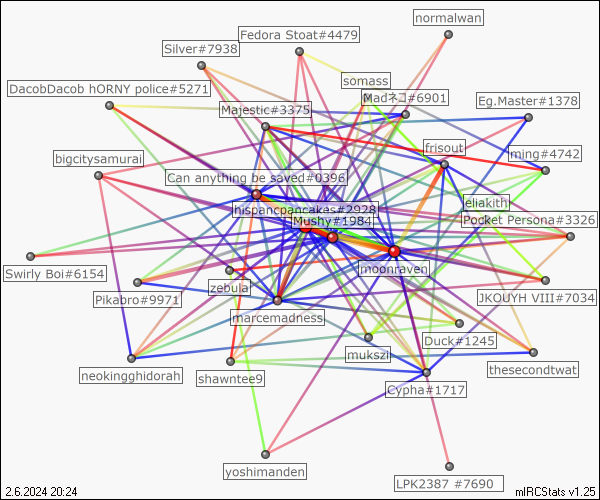 normalwan
Fedora Stoat#4479
Silver#7938
somass
DacobDacob hORNY police#5271
Madネコ#6901
Eg.Master#1378
Majestic#3375
frisout
ming#4742
bigcitysamurai
Can anything be saved#0396
eliakith
hispancpancakes#2928
Mushy#1984
Pocket Persona#3326
Swirly Boi#6154
moonraven
zebula
Pikabro#9971
JKOUYH VIII#7034
marcemadness
Duck#1245
mukszi
thesecondtwat
neokingghidorah
shawntee9
Cypha#1717
yoshimanden
LPK2387 #7690
2.6.2024 20:24
mIRCStats v1.25